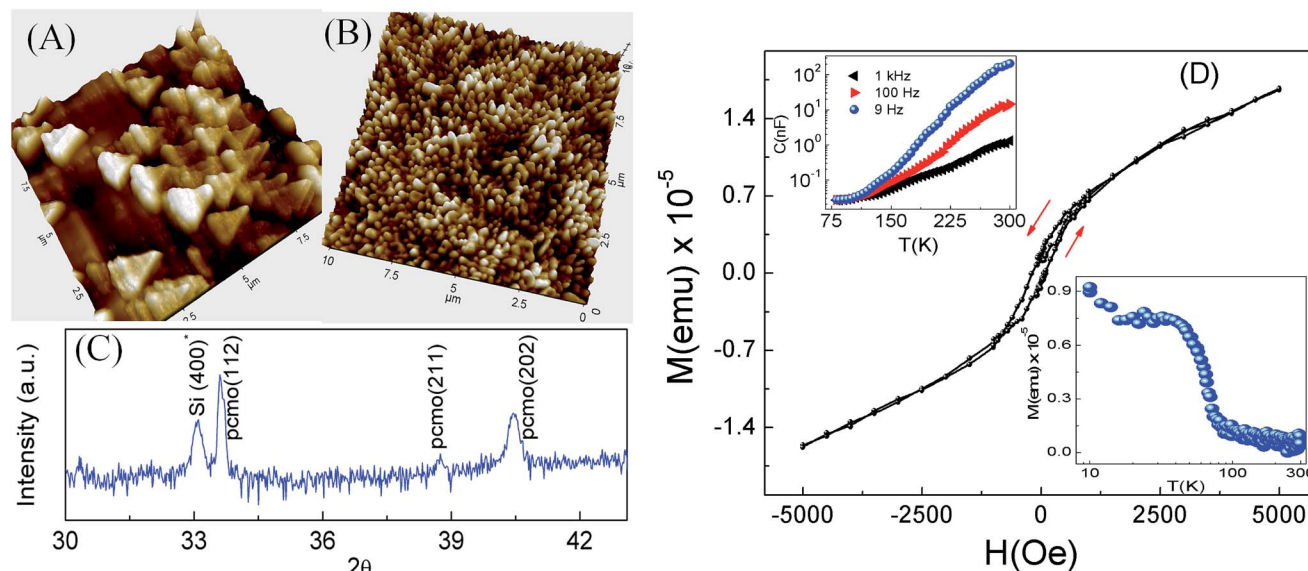 (A)
7.5
5
µm
2.5
2.5
5
µm
7.5
(B)
10
7.5
5
µm
2.5
0
0
2.5
5
µm
7.5
10
(C)
Intensity (a.u.)
Si (400)*
pcmo(112)
pcmo(211)
pcmo(202)
30
33
36
39
42
2θ
(D)
M(emu) x 10-5
1.4
0.7
0.0
-0.7
-1.4
-5000
-2500
0
2500
5000
H(Oe)
C(nF)
10²
10¹
10⁰
10⁻¹
1 kHz
100 Hz
9 Hz
75
150
225
300
T(K)
M(emu) x 10-5
0.9
0.6
0.3
0.0
10
100
300
T(K)